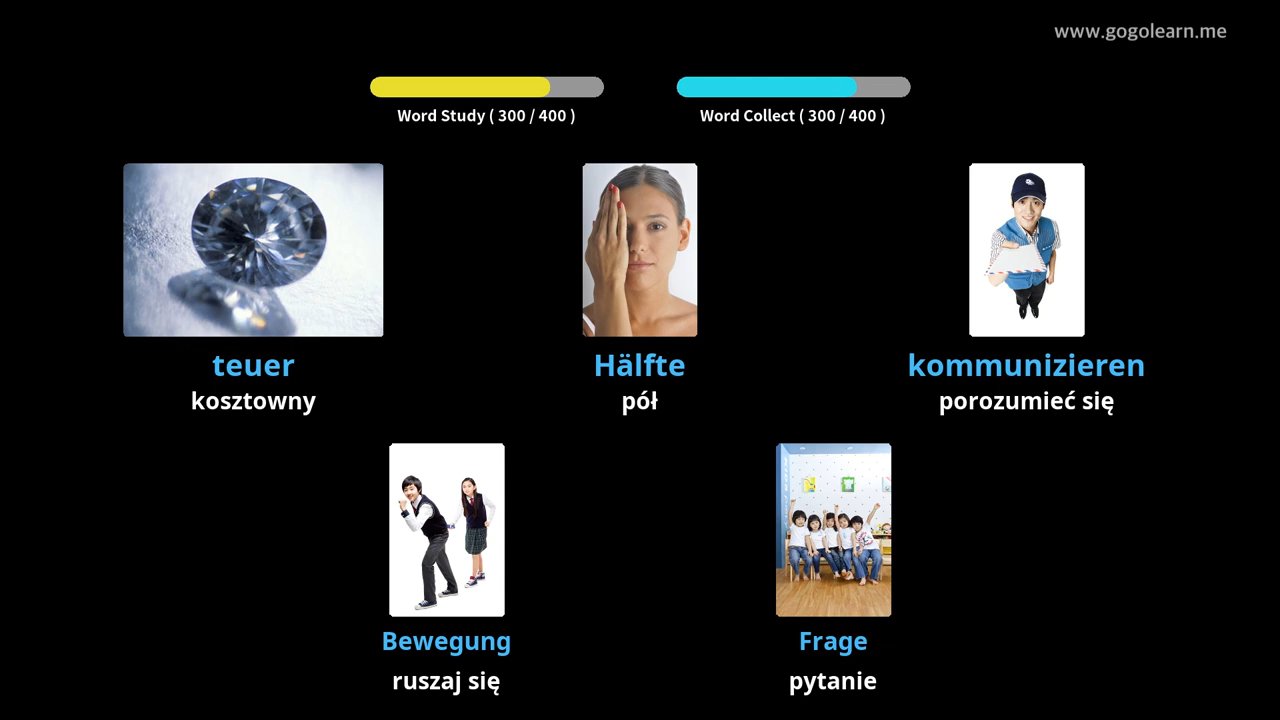 www.gogolearn.me
Word Study ( 300 / 400 )
Word Collect ( 300 / 400 )
teuer
kosztowny
Hälfte
pół
kommunizieren
porozumieć się
Bewegung
ruszaj się
Frage
pytanie